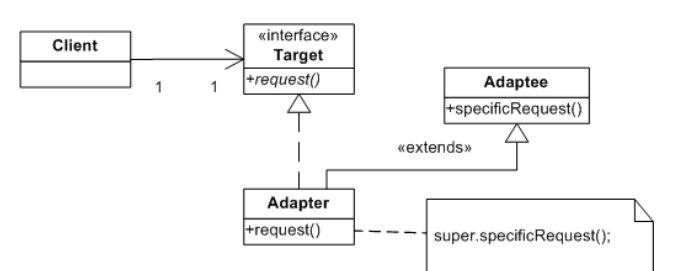 Client
1
1
«interface»
Target
+request()
Adaptee
+specificRequest()
«extends»
Adapter
+request()
super.specificRequest();